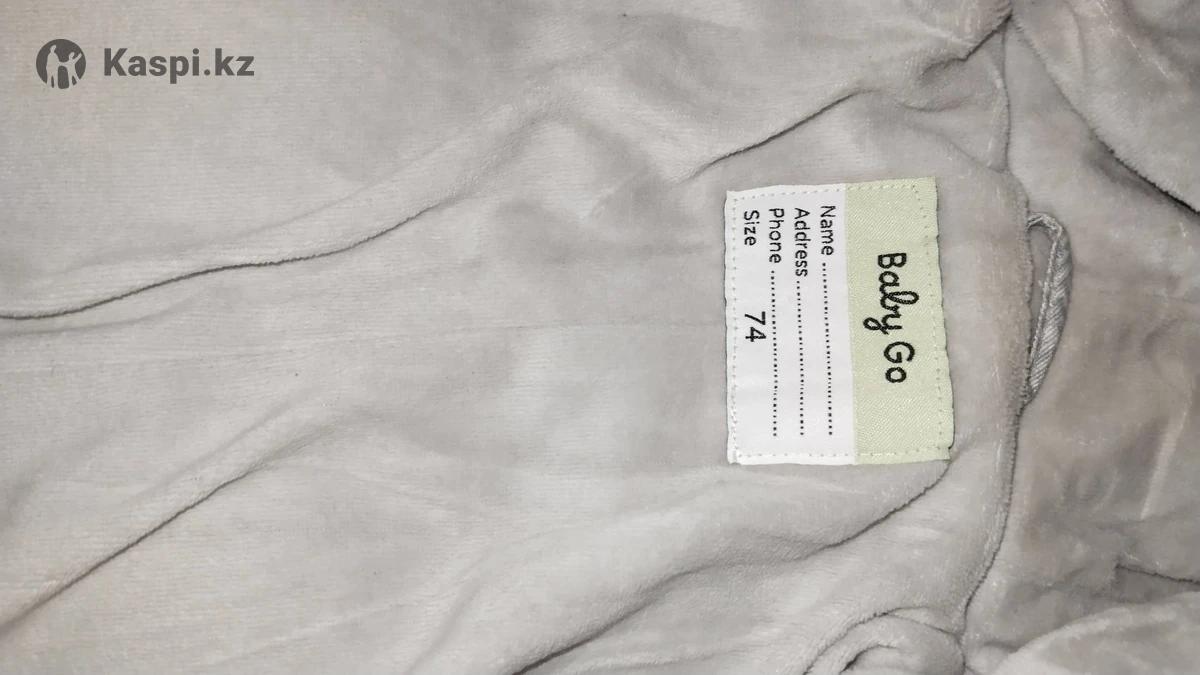 Kaspi.kz
Baby Go
Name ....................................
Address ...............................
Phone ..................................
Size 74